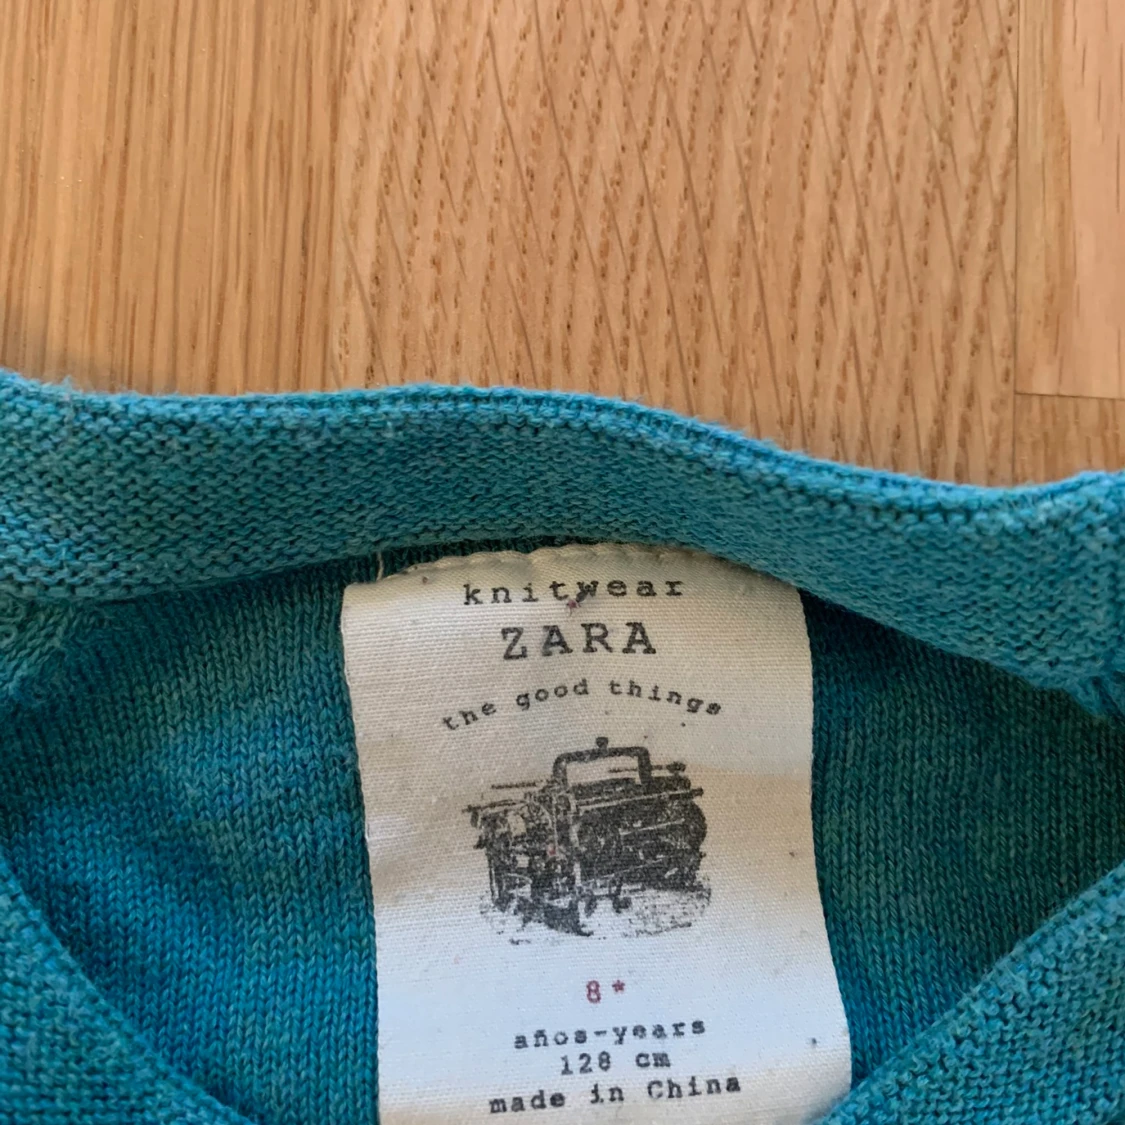 knitwear
ZARA
the good things
8*
años-years
128 cm
made in China